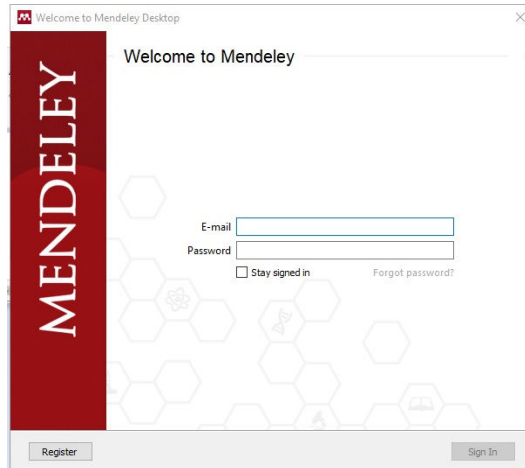 Welcome to Mendeley Desktop
Welcome to Mendeley
MENDELEY
E-mail
Password
Stay signed in
Forgot password?
Register
Sign In